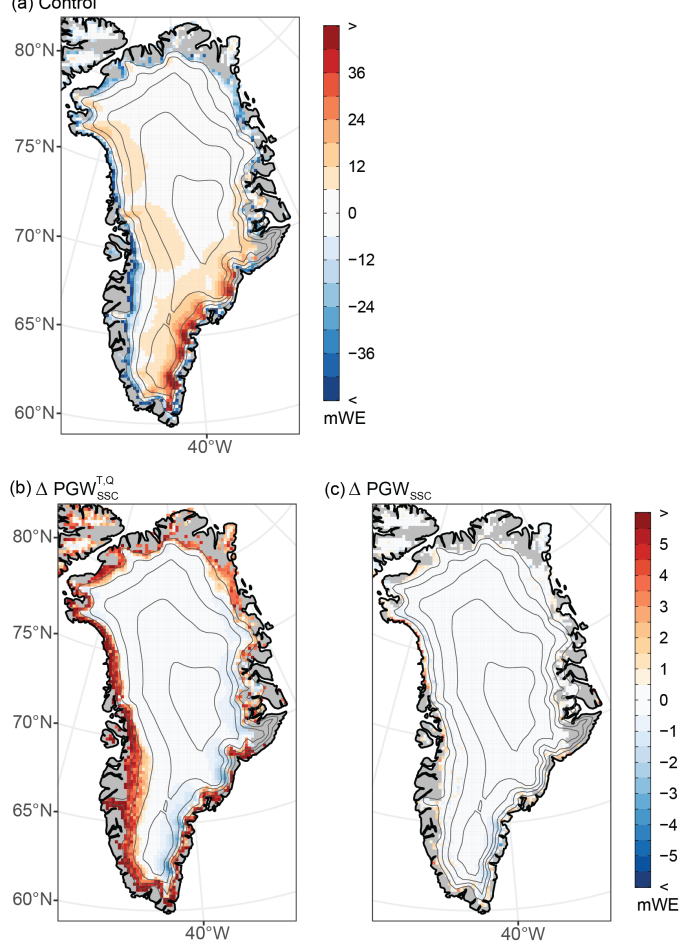 (a) Control
80°N
75°N
70°N
65°N
60°N
40°W
>
36
24
12
0
−12
−24
−36
<
mWE
(b) Δ PGW T,Q SSC
80°N
75°N
70°N
65°N
60°N
40°W
(c) Δ PGW SSC
40°W
>
5
4
3
2
1
0
−1
−2
−3
−4
−5
<
mWE